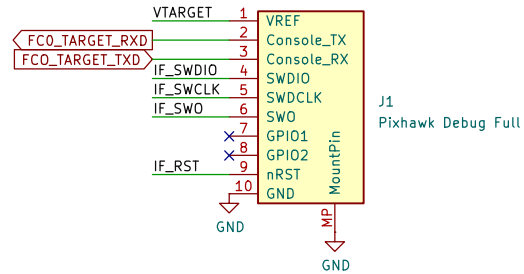 VTARGET 1 VREF
FC0_TARGET_RXD 2 Console_TX
FC0_TARGET_TXD 3 Console_RX
IF_SWDIO 4 SWDIO
IF_SWCLK 5 SWDCLK
IF_SWO 6 SWO
7 GPIO1
8 GPIO2
IF_RST 9 nRST
10 GND
MountPin
MP
J1
Pixhawk Debug Full
GND
GND